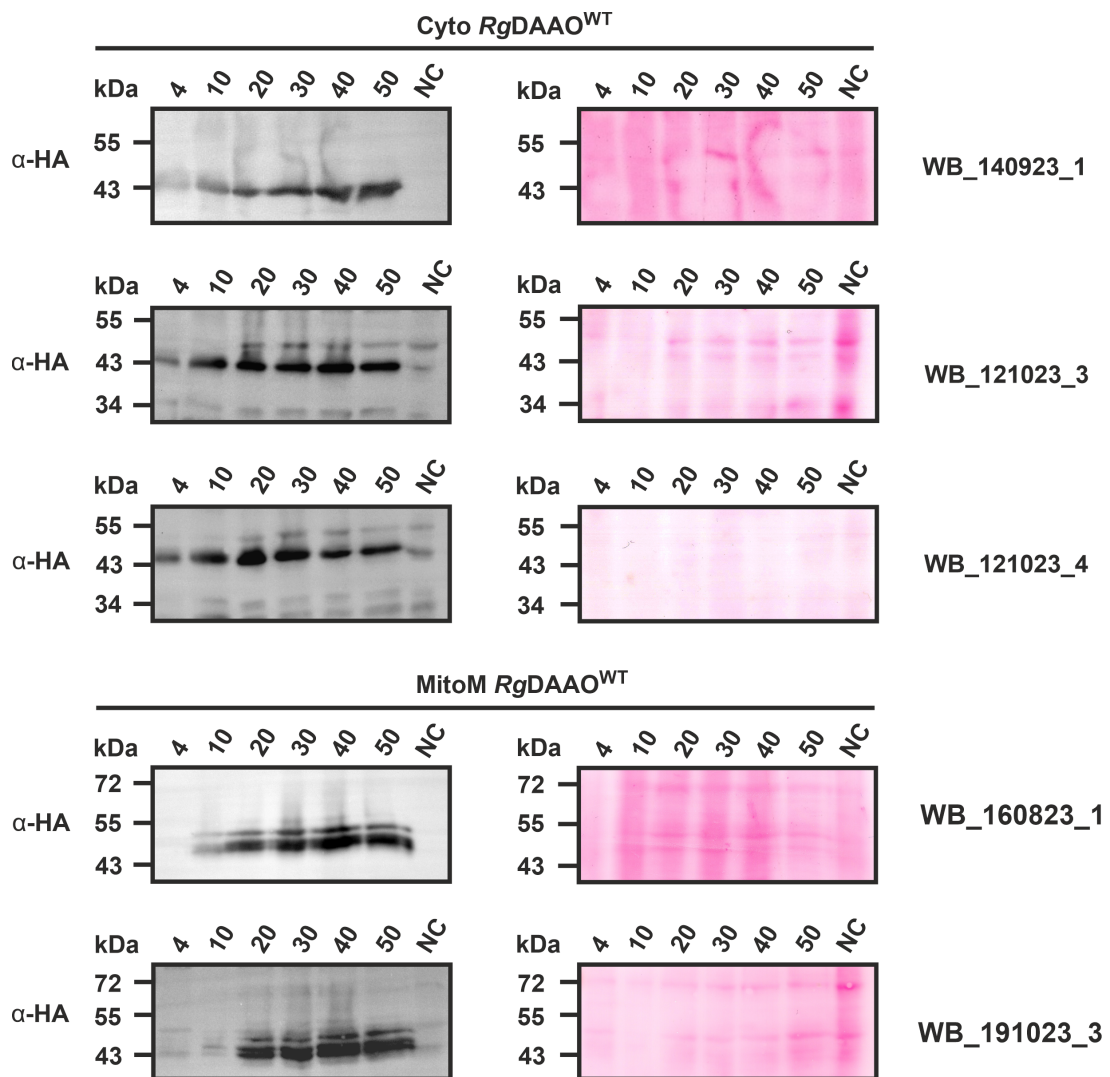 Cyto RgDAAO^WT
kDa 4 10 20 30 40 50 NC kDa 4 10 20 30 40 50 NC
α-HA 55 43 55 43 WB_140923_1
kDa 4 10 20 30 40 50 NC kDa 4 10 20 30 40 50 NC
α-HA 55 43 34 55 43 34 WB_121023_3
kDa 4 10 20 30 40 50 NC kDa 4 10 20 30 40 50 NC
α-HA 55 43 34 55 43 34 WB_121023_4
MitoM RgDAAO^WT
kDa 4 10 20 30 40 50 NC kDa 4 10 20 30 40 50 NC
α-HA 72 55 43 72 55 43 WB_160823_1
kDa 4 10 20 30 40 50 NC kDa 4 10 20 30 40 50 NC
α-HA 72 55 43 72 55 43 WB_191023_3